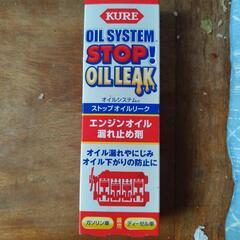 KURE
OIL SYSTEM
STOP!
OIL LEAK
オイルシステム
ストップオイルリーク
エンジンオイル
漏れ止め剤
オイル漏れやにじみ
オイル下がりの防止に
ガソリン車
ディーゼル車